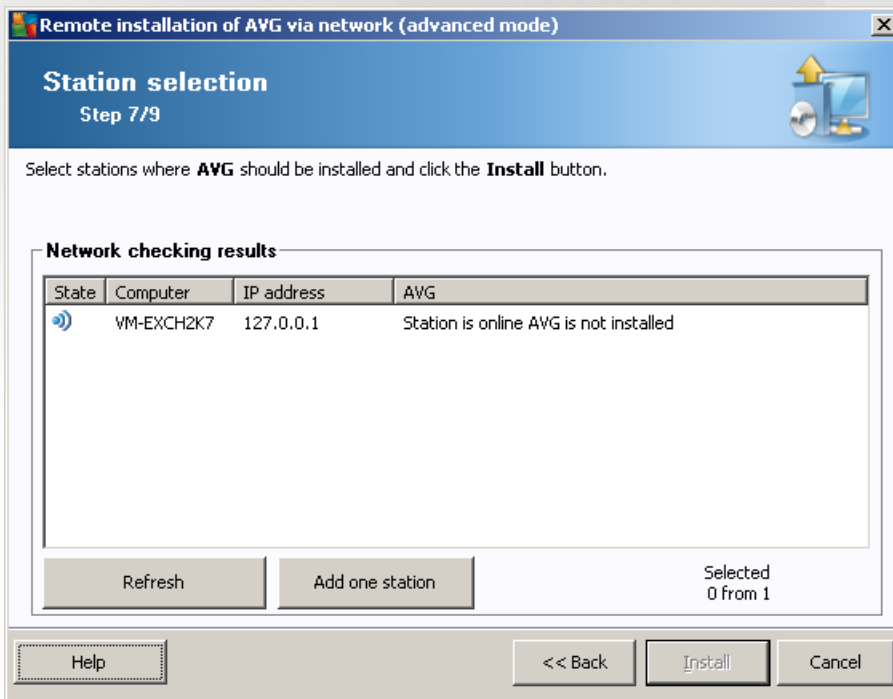 Remote installation of AVG via network (advanced mode)
Station selection
Step 7/9
Select stations where AVG should be installed and click the Install button.
Network checking results
State Computer IP address AVG
VM-EXCH2K7 127.0.0.1 Station is online AVG is not installed
Refresh Add one station Selected
0 from 1
Help << Back Install Cancel